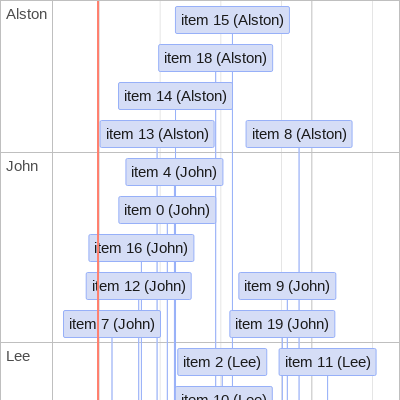 Alston
item 15 (Alston)
item 18 (Alston)
item 14 (Alston)
item 13 (Alston)
item 8 (Alston)
John
item 4 (John)
item 0 (John)
item 16 (John)
item 12 (John)
item 9 (John)
item 7 (John)
item 19 (John)
Lee
item 2 (Lee)
item 11 (Lee)
item 10 (Lee)